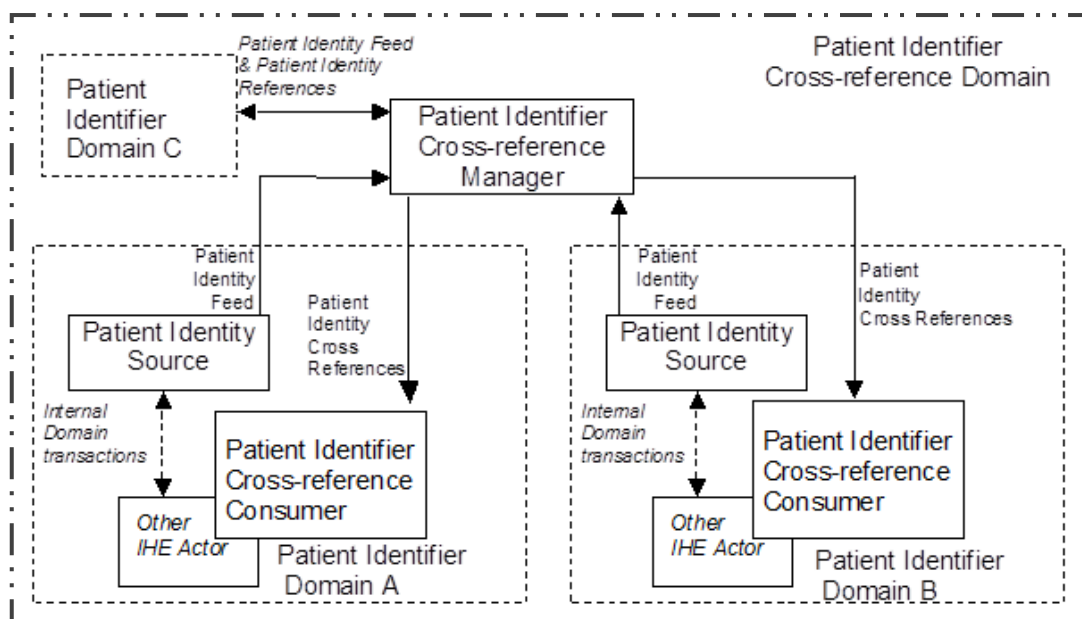 Patient Identity Feed
& Patient Identity
References
Patient Identifier
Cross-reference Domain
Patient
Identifier
Domain C
Patient Identifier
Cross-reference
Manager
Patient
Identity
Feed
Patient
Identity
Cross
References
Patient Identity
Source
Internal
Domain
transactions
Patient Identifier
Cross-reference
Consumer
Other
IHE Actor
Patient Identifier
Domain A
Patient
Identity
Feed
Patient
Identity
Cross References
Patient Identity
Source
Internal
Domain
transactions
Patient Identifier
Cross-reference
Consumer
Other
IHE Actor
Patient Identifier
Domain B